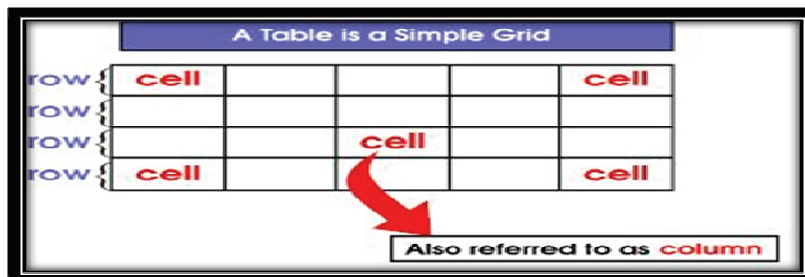 A Table is a Simple Grid
row cell cell
row
row cell
row cell cell
Also referred to as column